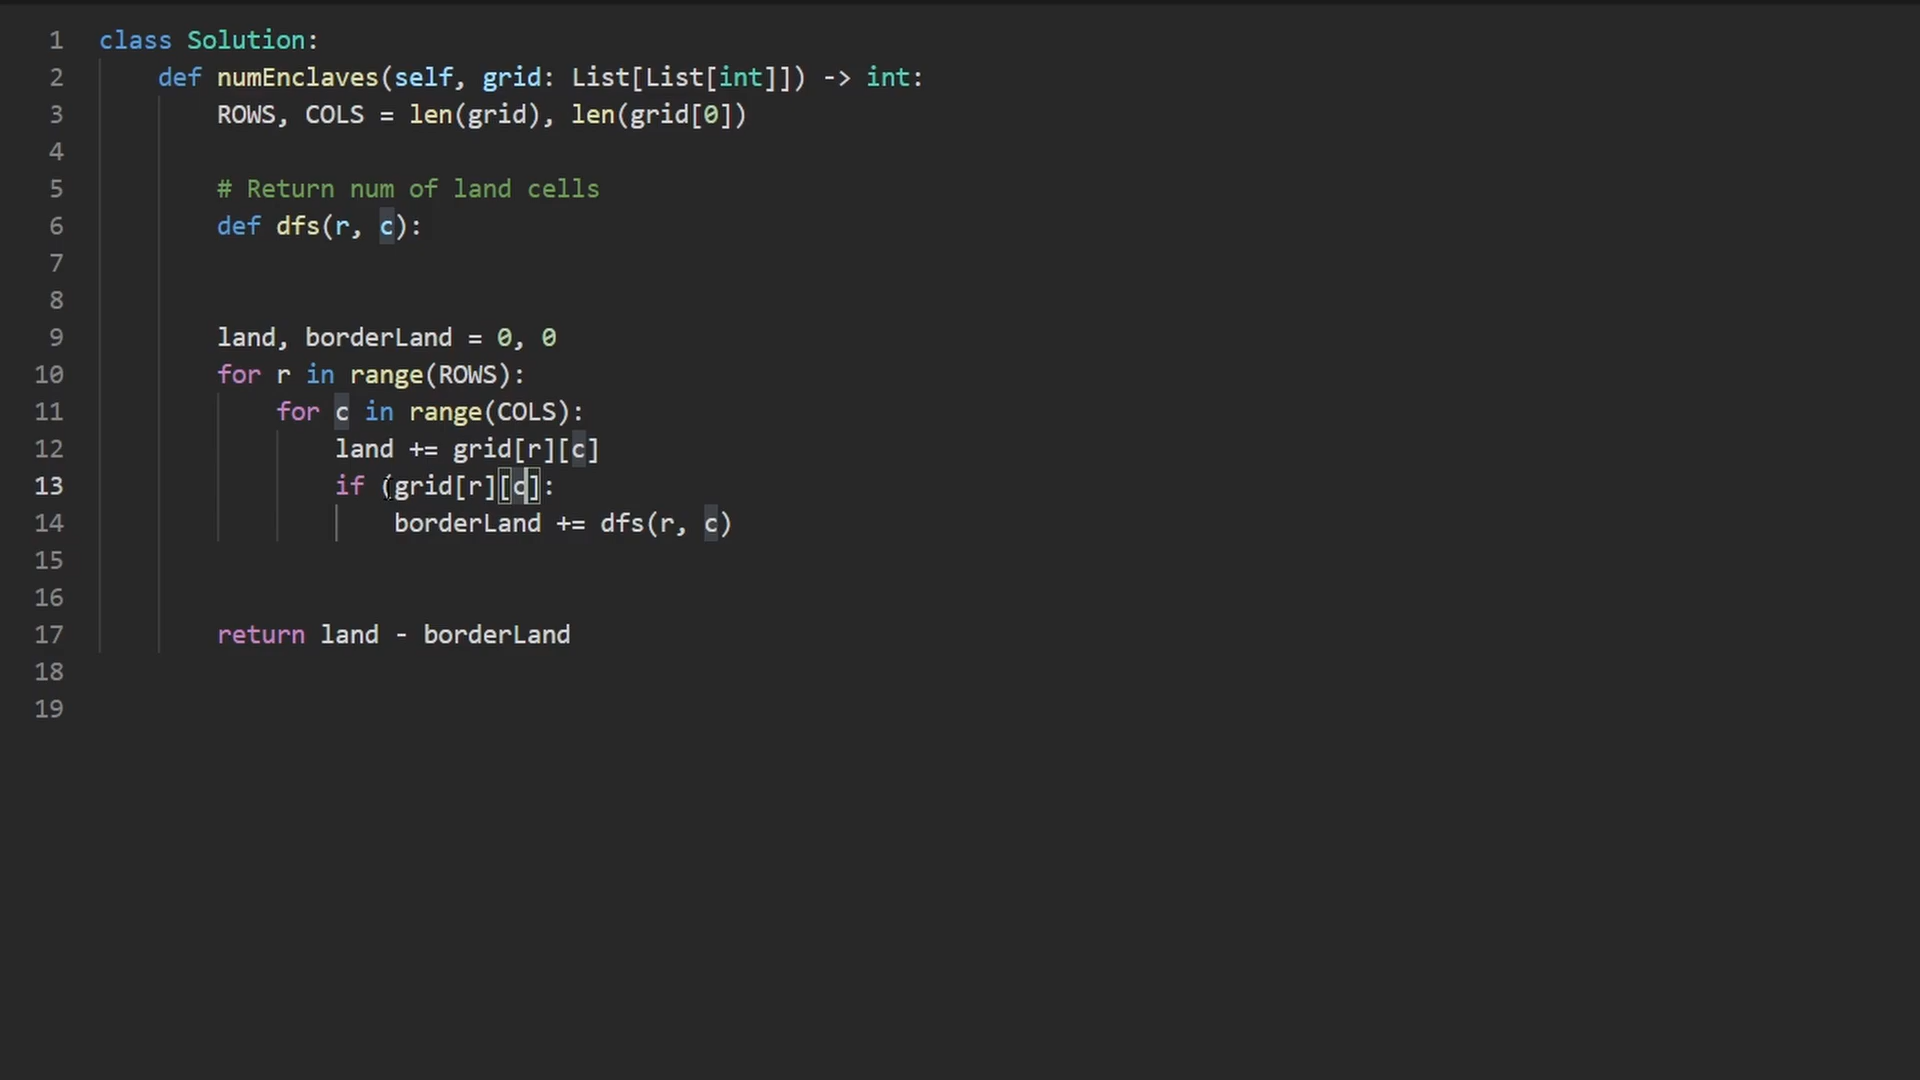 1 class Solution:
2 def numEnclaves(self, grid: List[List[int]]) -> int:
3 ROWS, COLS = len(grid), len(grid[0])
4
5 # Return num of land cells
6 def dfs(r, c):
7
8
9 land, borderLand = 0, 0
10 for r in range(ROWS):
11 for c in range(COLS):
12 land += grid[r][c]
13 if (grid[r][c]:
14 borderLand += dfs(r, c)
15
16
17 return land - borderLand
18
19